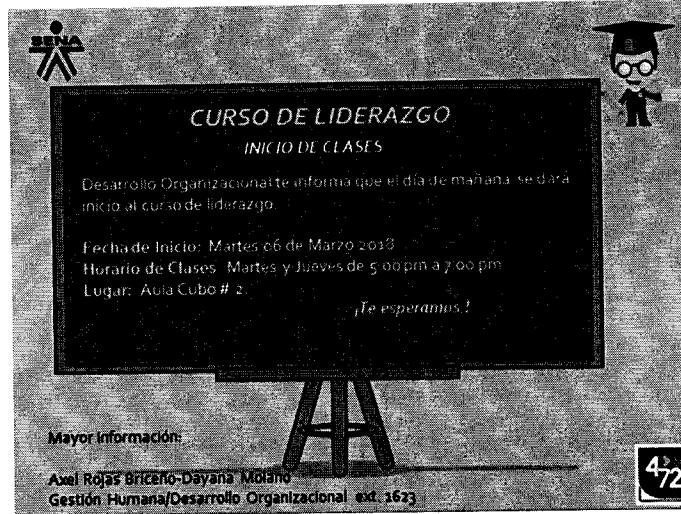 SENA
CURSO DE LIDERAZGO
INICIO DE CLASES
Desarrollo Organizacional te informa que el día de mañana se dará
inicio al curso de liderazgo.
Fecha de Inicio: Martes 06 de Marzo 2018
Horario de Clases Martes y Jueves de 5:00 pm a 7:00 pm
Lugar: Aula Cubo # 2.
¡Te esperamos!
Mayor información:
Axel Rojas Briceño-Dayana Molano
Gestión Humana/Desarrollo Organizacional ext. 1623
472